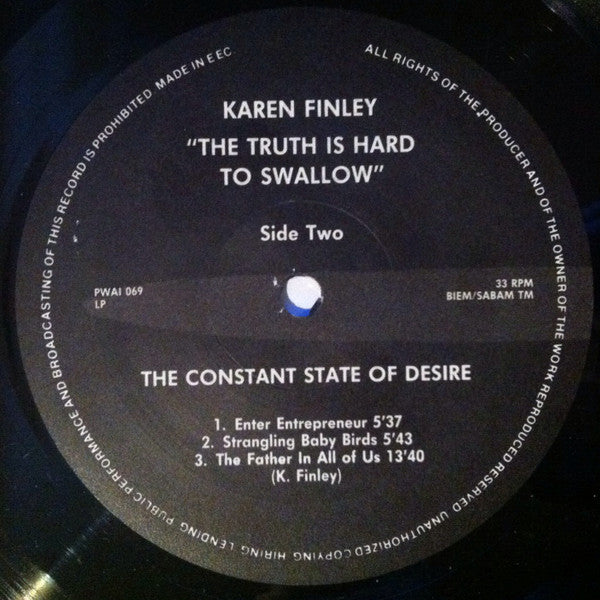 KAREN FINLEY
"THE TRUTH IS HARD
TO SWALLOW"
Side Two
PWAI 069
LP
33 RPM
BIEM/SABAM TM
THE CONSTANT STATE OF DESIRE
1. Enter Entrepreneur 5'37
2. Strangling Baby Birds 5'43
3. The Father In All of Us 13'40
(K. Finley)
ALL RIGHTS OF THE PRODUCER AND OF THE OWNER OF THE WORK REPRODUCED RESERVED UNAUTHORIZED COPYING HIRING LENDING PUBLIC PERFORMANCE AND BROADCASTING OF THIS RECORD IS PROHIBITED MADE IN EEC